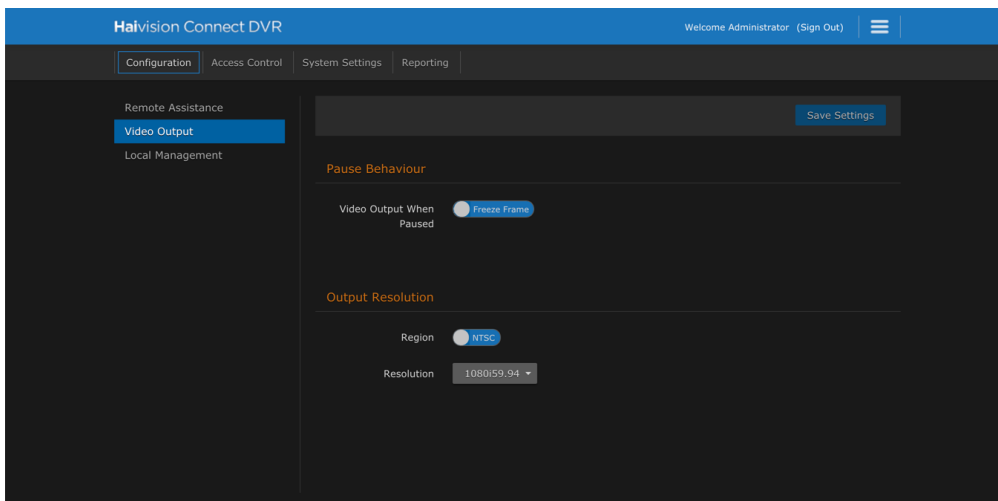 Haivision Connect DVR
Welcome Administrator (Sign Out)
Configuration
Access Control
System Settings
Reporting
Remote Assistance
Video Output
Local Management
Save Settings
Pause Behaviour
Video Output When
Paused
Freeze Frame
Output Resolution
Region
NTSC
Resolution
1080i59.94